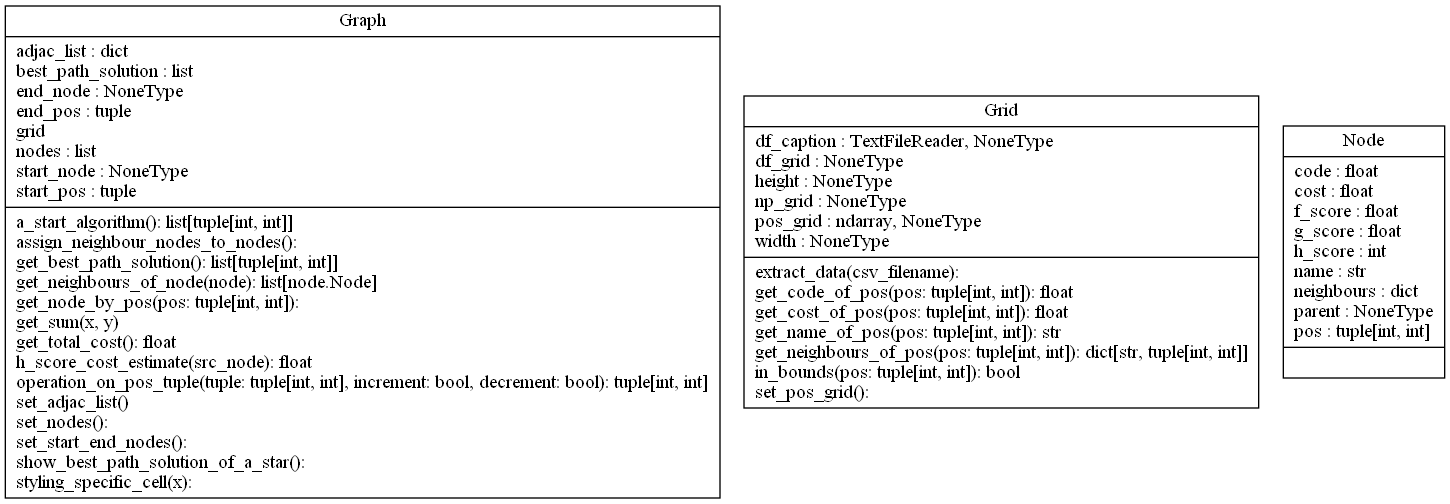 Graph
adjac_list : dict
best_path_solution : list
end_node : NoneType
end_pos : tuple
grid
nodes : list
start_node : NoneType
start_pos : tuple
a_start_algorithm(): list[tuple[int, int]]
assign_neighbour_nodes_to_nodes():
get_best_path_solution(): list[tuple[int, int]]
get_neighbours_of_node(node): list[node.Node]
get_node_by_pos(pos: tuple[int, int]):
get_sum(x, y)
get_total_cost(): float
h_score_cost_estimate(src_node): float
operation_on_pos_tuple(tuple: tuple[int, int], increment: bool, decrement: bool): tuple[int, int]
set_adjac_list()
set_nodes():
set_start_end_nodes():
show_best_path_solution_of_a_star():
styling_specific_cell(x):
Grid
df_caption : TextFileReader, NoneType
df_grid : NoneType
height : NoneType
np_grid : NoneType
pos_grid : ndarray, NoneType
width : NoneType
extract_data(csv_filename):
get_code_of_pos(pos: tuple[int, int]): float
get_cost_of_pos(pos: tuple[int, int]): float
get_name_of_pos(pos: tuple[int, int]): str
get_neighbours_of_pos(pos: tuple[int, int]): dict[str, tuple[int, int]]
in_bounds(pos: tuple[int, int]): bool
set_pos_grid():
Node
code : float
cost : float
f_score : float
g_score : float
h_score : int
name : str
neighbours : dict
parent : NoneType
pos : tuple[int, int]